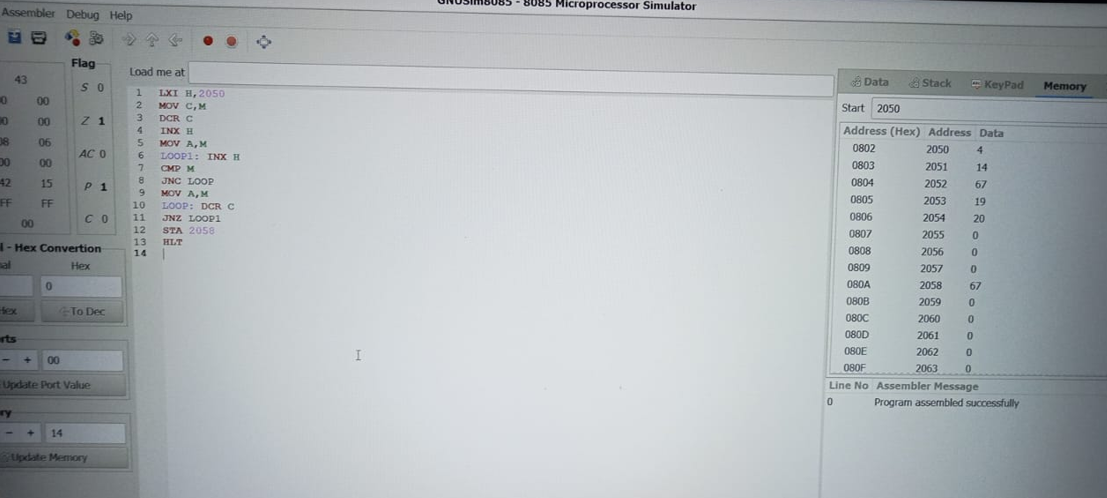 GNUSim8085 - 8085 Microprocessor Simulator
Assembler Debug Help
Flag
43
S 0
0 00
Z 1
0 00
08 06
AC 0
00 00
42 15
P 1
FF FF
C 0
00
l - Hex Convertion
al Hex
0
Hex To Dec
rts
- + 00
Update Port Value
ry
- + 14
Update Memory
Load me at
1 LXI H,2050
2 MOV C,M
3 DCR C
4 INX H
5 MOV A,M
6 LOOP1: INX H
7 CMP M
8 JNC LOOP
9 MOV A,M
10 LOOP: DCR C
11 JNZ LOOP1
12 STA 2058
13 HLT
14
Data Stack KeyPad Memory
Start 2050
Address (Hex) Address Data
0802 2050 4
0803 2051 14
0804 2052 67
0805 2053 19
0806 2054 20
0807 2055 0
0808 2056 0
0809 2057 0
080A 2058 67
080B 2059 0
080C 2060 0
080D 2061 0
080E 2062 0
080F 2063 0
Line No Assembler Message
0 Program assembled successfully